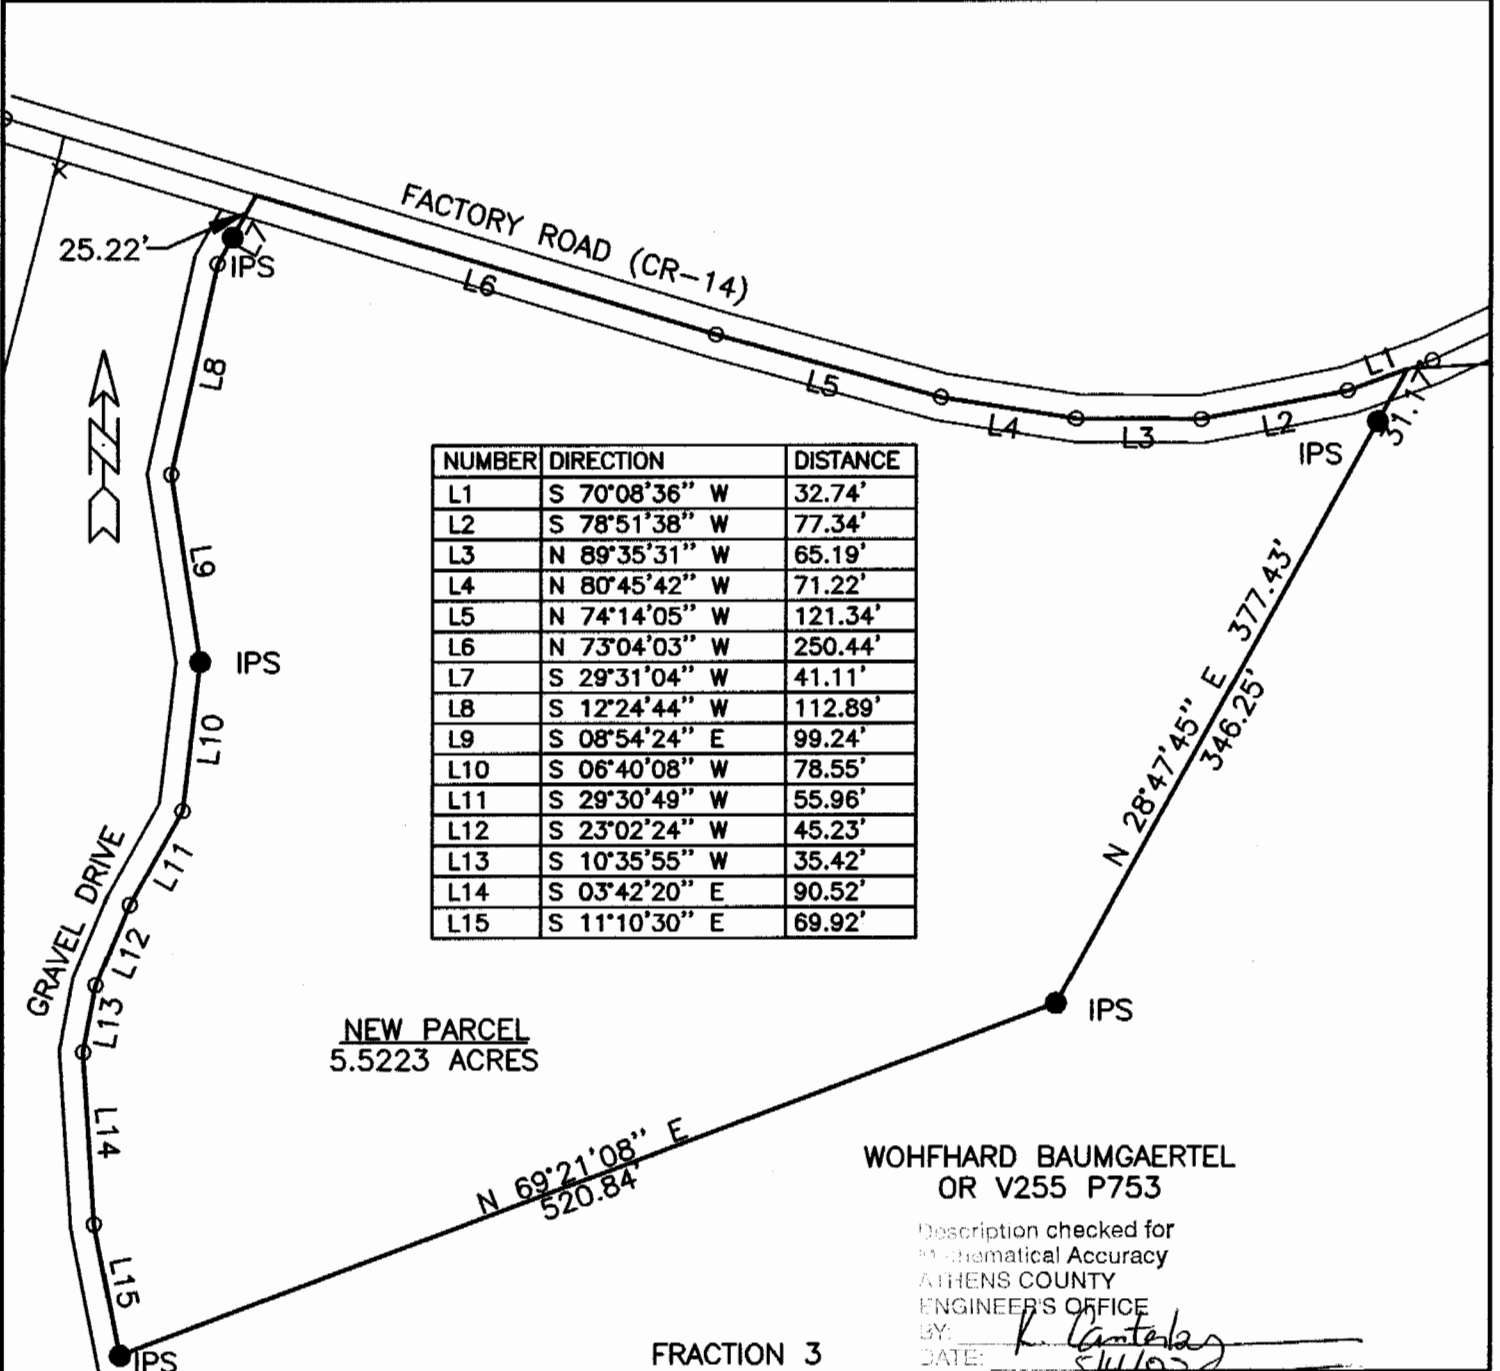 FACTORY ROAD (CR-14)
25.22'
IPS
L7
L6
L5
L4
L3
L2
L1
31.17
IPS
L8
L9
IPS
L10
L11
L12
L13
L14
L15
GRAVEL DRIVE
NUMBER DIRECTION DISTANCE
L1 S 70°08'36" W 32.74'
L2 S 78°51'38" W 77.34'
L3 N 89°35'31" W 65.19'
L4 N 80°45'42" W 71.22'
L5 N 74°14'05" W 121.34'
L6 N 73°04'03" W 250.44'
L7 S 29°31'04" W 41.11'
L8 S 12°24'44" W 112.89'
L9 S 08°54'24" E 99.24'
L10 S 06°40'08" W 78.55'
L11 S 29°30'49" W 55.96'
L12 S 23°02'24" W 45.23'
L13 S 10°35'55" W 35.42'
L14 S 03°42'20" E 90.52'
L15 S 11°10'30" E 69.92'
N 28°47'45" E 377.43'
346.25'
IPS
NEW PARCEL
5.5223 ACRES
N 69°21'08" E
520.84'
WOHFHARD BAUMGAERTEL
OR V255 P753
Description checked for
Mathematical Accuracy
ATHENS COUNTY
ENGINEER'S OFFICE
BY: K. Canterbury
DATE:
IPS
FRACTION 3